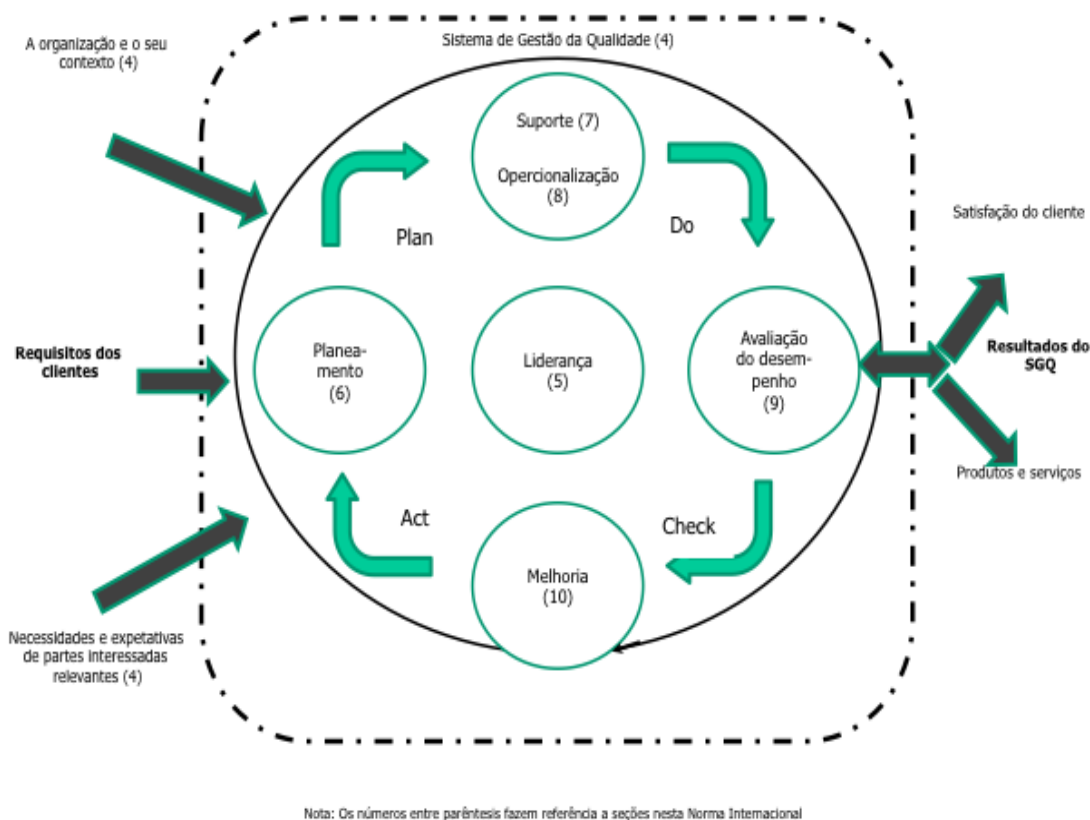 Sistema de Gestão da Qualidade (4)
A organização e o seu
contexto (4)
Suporte (7)
Opercionalização
(8)
Plan
Do
Satisfação do cliente
Requisitos dos
clientes
Planea-
mento
(6)
Liderança
(5)
Avaliação
do desem-
penho
(9)
Resultados do
SGQ
Produtos e serviços
Act
Check
Melhoria
(10)
Necessidades e expetativas
de partes interessadas
relevantes (4)
Nota: Os números entre parêntesis fazem referência a seções nesta Norma Internacional